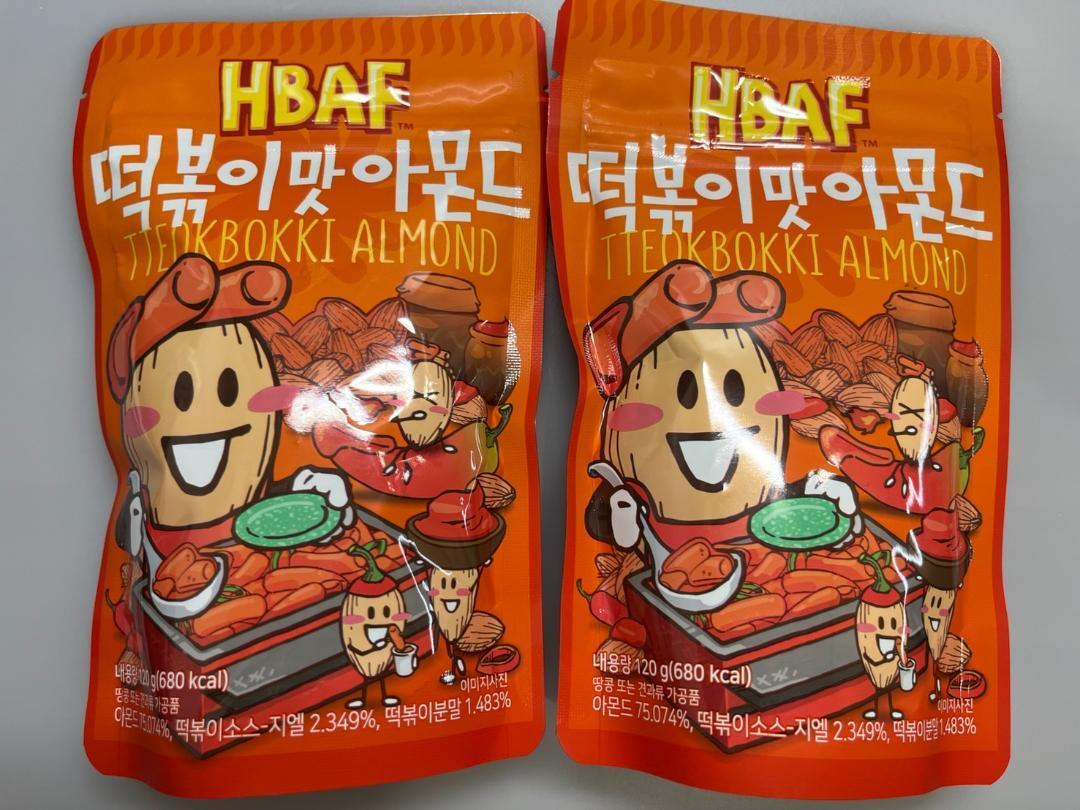 HBAF™
떡볶이맛 아몬드
TTEOKBOKKI ALMOND
내용량 120 g(680 kcal)
땅콩 또는 견과류 가공품
이미지사진
아몬드 75.074%, 떡볶이소스-지엘 2.349%, 떡볶이분말 1.483%
HBAF™
떡볶이맛 아몬드
TTEOKBOKKI ALMOND
내용량 120 g(680 kcal)
땅콩 또는 견과류 가공품
이미지사진
아몬드 75.074%, 떡볶이소스-지엘 2.349%, 떡볶이분말 1.483%